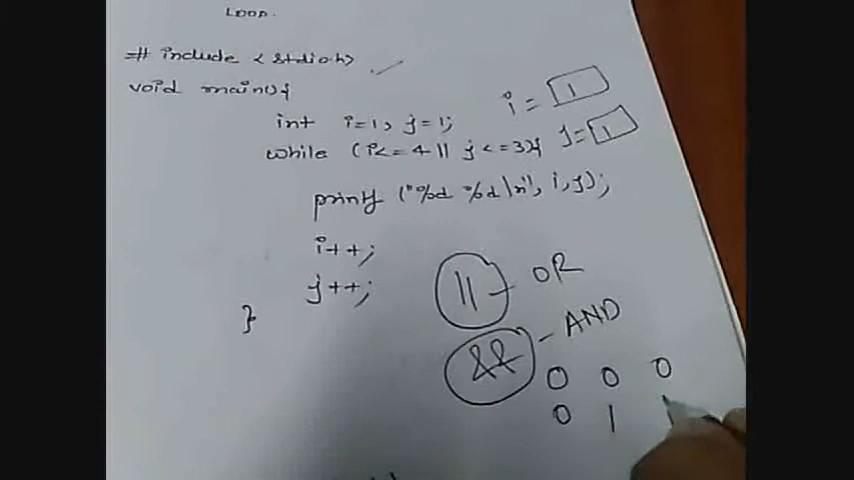 LOOP.
# include <stdio.h>
void main(){
int i=1, j=1;
while (i<=4 || j<=3){
printf ("%d %d\n", i,j);
i++;
j++;
}
i = 1
j = 1
|| - OR
&& - AND
0 0 0
0 1